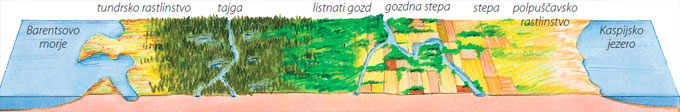 tundrsko rastlinstvo
tajga
listnati gozd
gozdna stepa
stepa
polpuščavsko
rastlinstvo
Barentsovo
morje
Kaspijsko
jezero